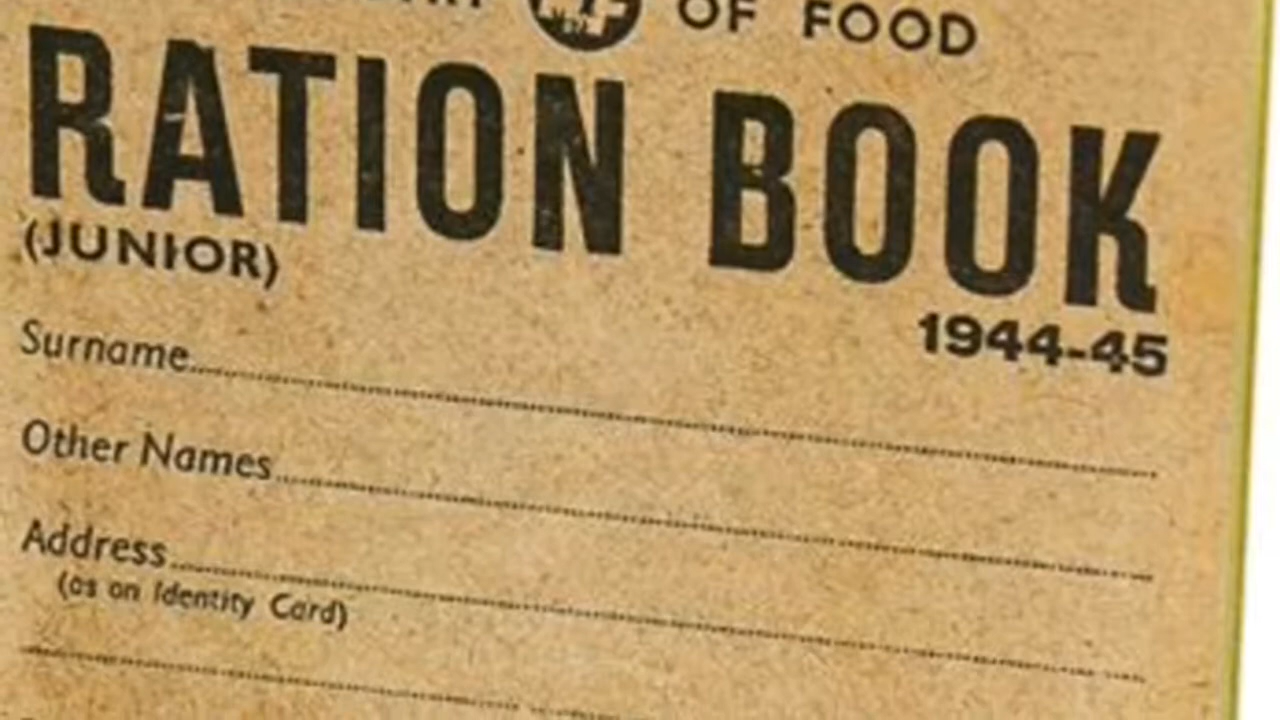 OF FOOD
RATION BOOK
(JUNIOR)
1944-45
Surname
Other Names
Address
(as on Identity Card)